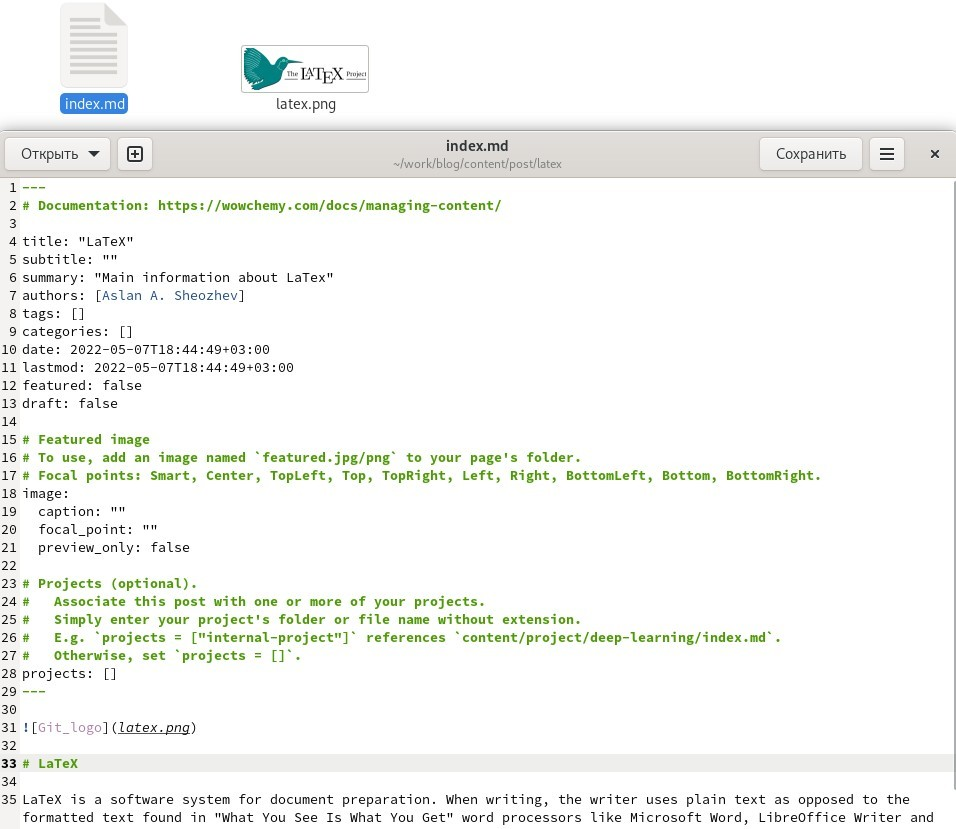 The LATEX Project
index.md
latex.png
Открыть
index.md
~/work/blog/content/post/latex
Сохранить
1 ---
2 # Documentation: https://wowchemy.com/docs/managing-content/
3
4 title: "LaTeX"
5 subtitle: ""
6 summary: "Main information about LaTex"
7 authors: [Aslan A. Sheozhev]
8 tags: []
9 categories: []
10 date: 2022-05-07T18:44:49+03:00
11 lastmod: 2022-05-07T18:44:49+03:00
12 featured: false
13 draft: false
14
15 # Featured image
16 # To use, add an image named `featured.jpg/png` to your page's folder.
17 # Focal points: Smart, Center, TopLeft, Top, TopRight, Left, Right, BottomLeft, Bottom, BottomRight.
18 image:
19   caption: ""
20   focal_point: ""
21   preview_only: false
22
23 # Projects (optional).
24 #   Associate this post with one or more of your projects.
25 #   Simply enter your project's folder or file name without extension.
26 #   E.g. `projects = ["internal-project"]` references `content/project/deep-learning/index.md`.
27 #   Otherwise, set `projects = []`.
28 projects: []
29 ---
30
31 ![Git_logo](latex.png)
32
33 # LaTeX
34
35 LaTeX is a software system for document preparation. When writing, the writer uses plain text as opposed to the
formatted text found in "What You See Is What You Get" word processors like Microsoft Word, LibreOffice Writer and